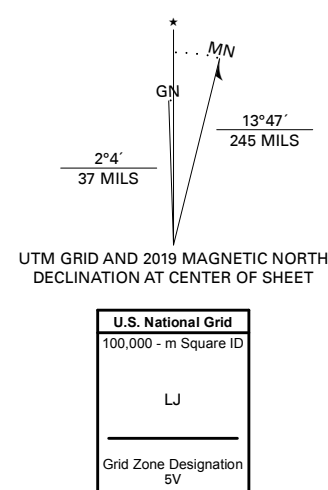 ★
MN
GN
13°47´
245 MILS
2°4´
37 MILS
UTM GRID AND 2019 MAGNETIC NORTH
DECLINATION AT CENTER OF SHEET
U.S. National Grid
100,000 - m Square ID
LJ
Grid Zone Designation
5V